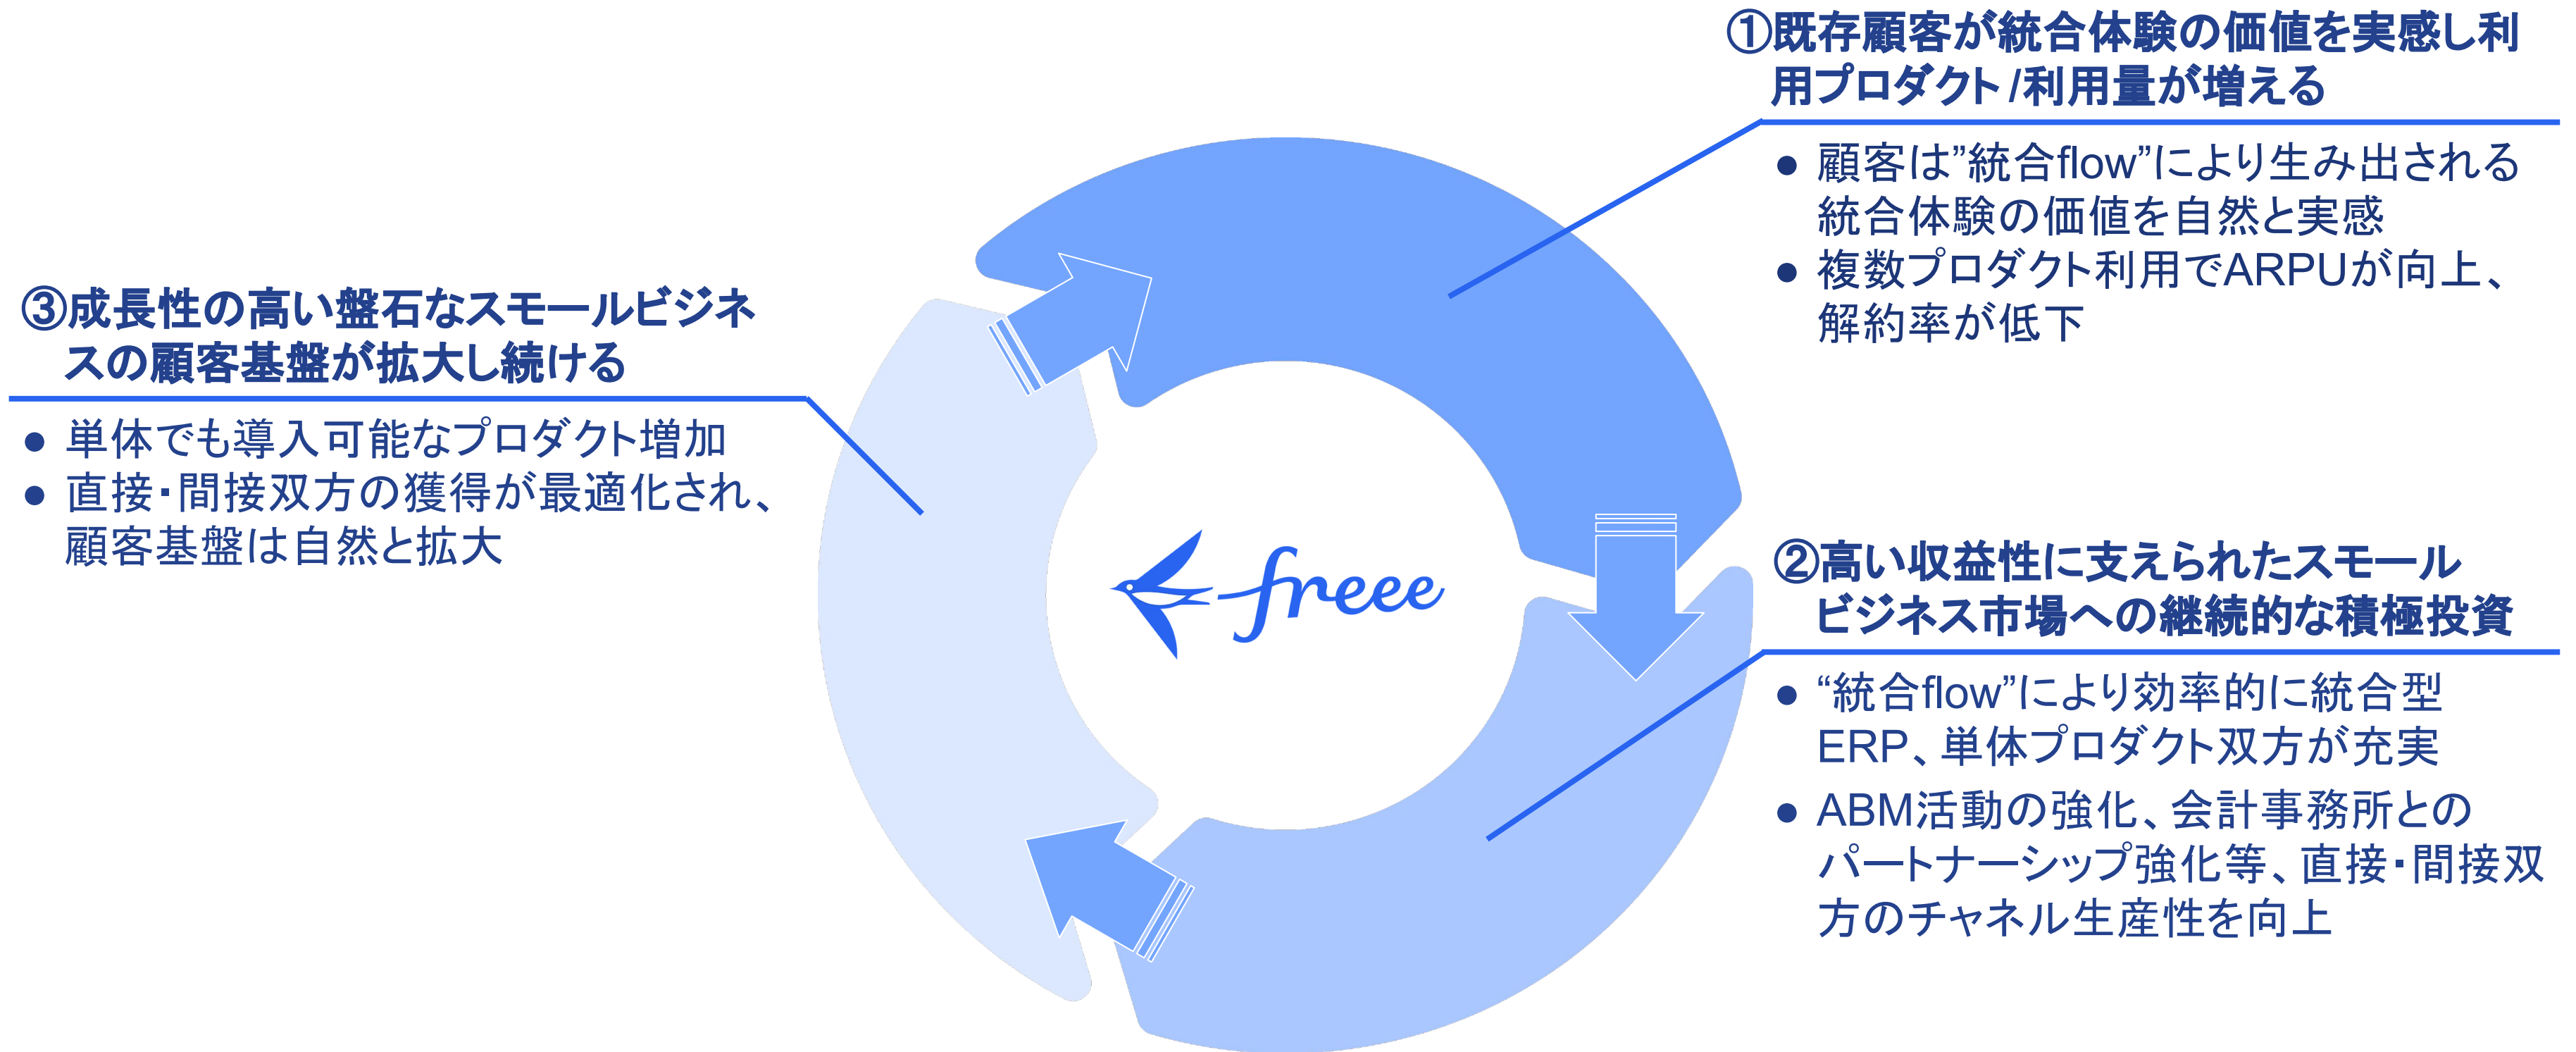 ①既存顧客が統合体験の価値を実感し利
用プロダクト/利用量が増える
● 顧客は”統合flow”により生み出される
統合体験の価値を自然と実感
● 複数プロダクト利用でARPUが向上、
解約率が低下
②高い収益性に支えられたスモール
ビジネス市場への継続的な積極投資
● “統合flow”により効率的に統合型
ERP、単体プロダクト双方が充実
● ABM活動の強化、会計事務所との
パートナーシップ強化等、直接・間接双
方のチャネル生産性を向上
③成長性の高い盤石なスモールビジネ
スの顧客基盤が拡大し続ける
● 単体でも導入可能なプロダクト増加
● 直接・間接双方の獲得が最適化され、
顧客基盤は自然と拡大
freee